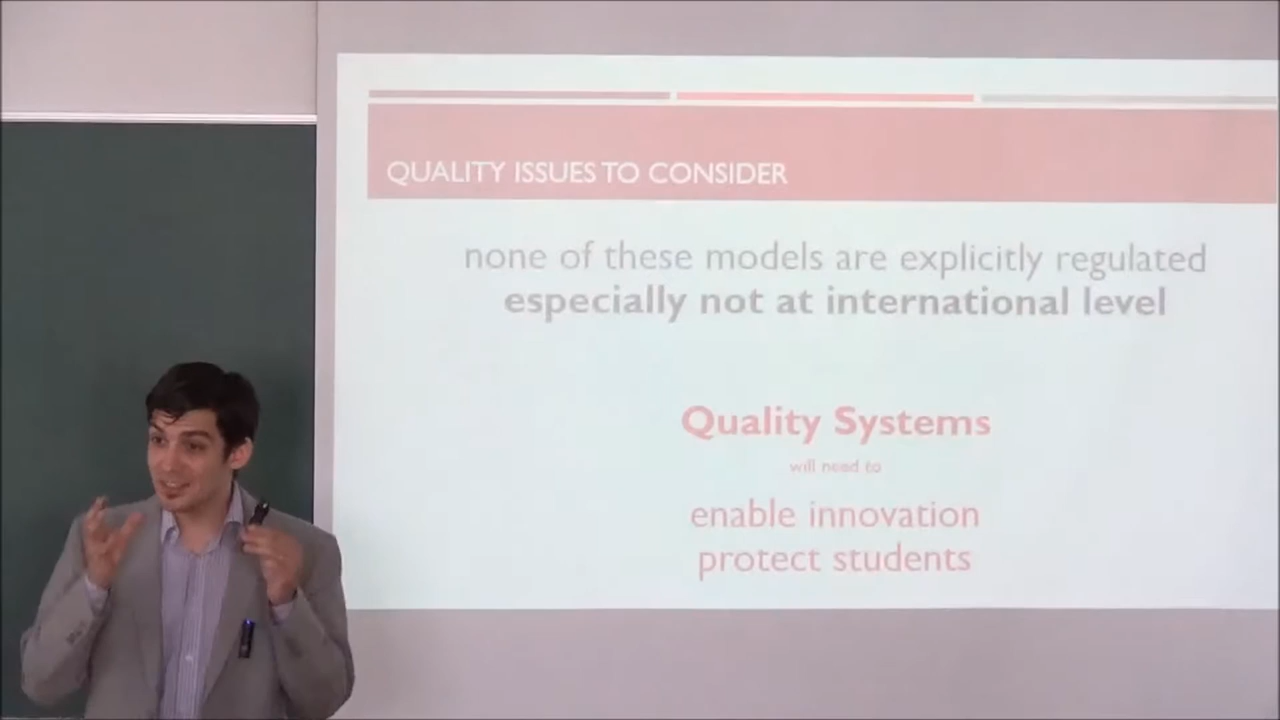 QUALITY ISSUES TO CONSIDER
none of these models are explicitly regulated
especially not at international level
Quality Systems
will need to
enable innovation
protect students